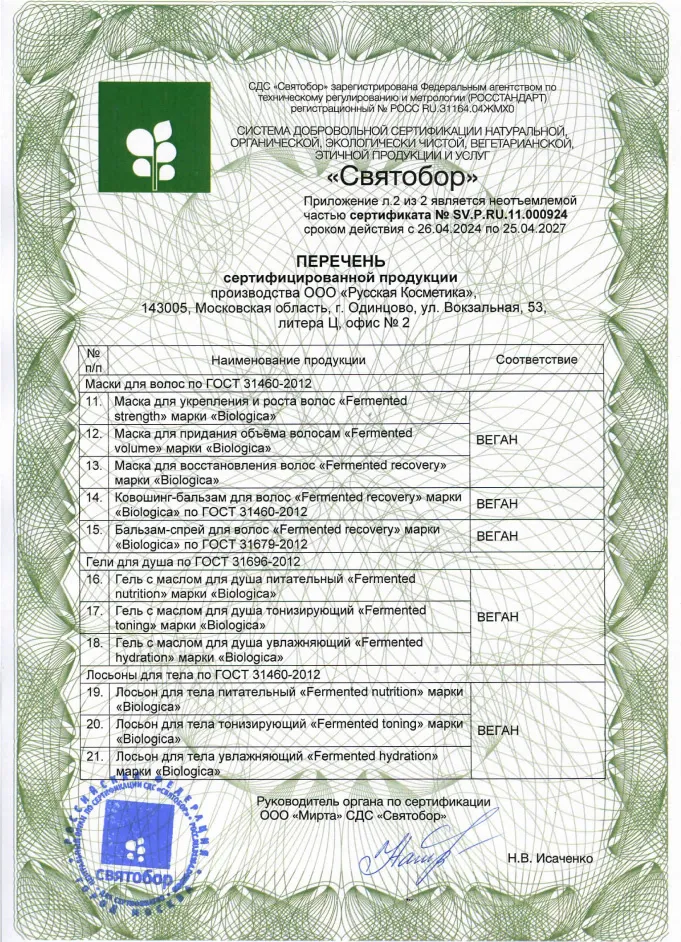 СДС «Святобор» зарегистрирована Федеральным агентством по
техническому регулированию и метрологии (РОССТАНДАРТ)
регистрационный № РОСС RU.31164.04ЖМХ0
СИСТЕМА ДОБРОВОЛЬНОЙ СЕРТИФИКАЦИИ НАТУРАЛЬНОЙ,
ОРГАНИЧЕСКОЙ, ЭКОЛОГИЧЕСКИ ЧИСТОЙ, ВЕГЕТАРИАНСКОЙ,
ЭТИЧНОЙ ПРОДУКЦИИ И УСЛУГ
«Святобор»
Приложение л.2 из 2 является неотъемлемой
частью сертификата № SV.P.RU.11.000924
сроком действия с 26.04.2024 по 25.04.2027
ПЕРЕЧЕНЬ
сертифицированной продукции
производства ООО «Русская Косметика»,
143005, Московская область, г. Одинцово, ул. Вокзальная, 53,
литера Ц, офис № 2
№ п/п Наименование продукции Соответствие
Маски для волос по ГОСТ 31460-2012
11. Маска для укрепления и роста волос «Fermented
strength» марки «Biologica»
12. Маска для придания объёма волосам «Fermented
volume» марки «Biologica»
ВЕГАН
13. Маска для восстановления волос «Fermented recovery»
марки «Biologica»
14. Ковошинг-бальзам для волос «Fermented recovery» марки
«Biologica» по ГОСТ 31460-2012
ВЕГАН
15. Бальзам-спрей для волос «Fermented recovery» марки
«Biologica» по ГОСТ 31679-2012
ВЕГАН
Гели для душа по ГОСТ 31696-2012
16. Гель с маслом для душа питательный «Fermented
nutrition» марки «Biologica»
17. Гель с маслом для душа тонизирующий «Fermented
toning» марки «Biologica»
ВЕГАН
18. Гель с маслом для душа увлажняющий «Fermented
hydration» марки «Biologica»
Лосьоны для тела по ГОСТ 31460-2012
19. Лосьон для тела питательный «Fermented nutrition» марки
«Biologica»
20. Лосьон для тела тонизирующий «Fermented toning» марки
«Biologica»
ВЕГАН
21. Лосьон для тела увлажняющий «Fermented hydration»
марки «Biologica»
Руководитель органа по сертификации
ООО «Мирта» СДС «Святобор»
Н.В. Исаченко
РОССИЙСКАЯ ФЕДЕРАЦИЯ
СВЯТОБОР
ГОРОД МОСКВА